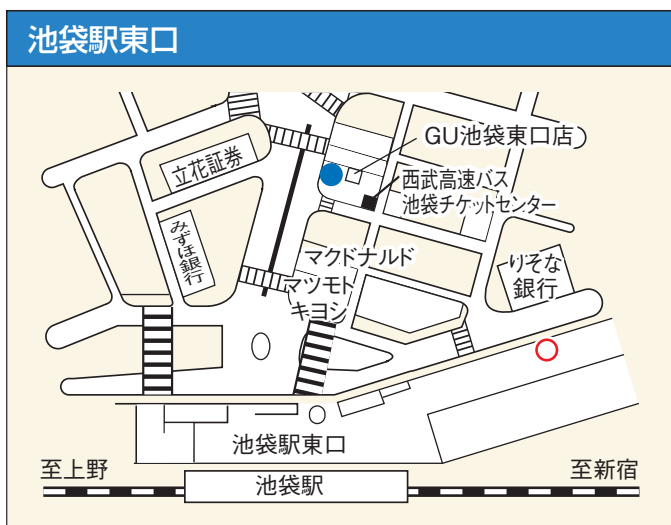 池袋駅東口
GU池袋東口店
西武高速バス
池袋チケットセンター
立花証券
みずほ銀行
マクドナルド
マツモト
キヨシ
りそな
銀行
池袋駅東口
至上野
至新宿
池袋駅